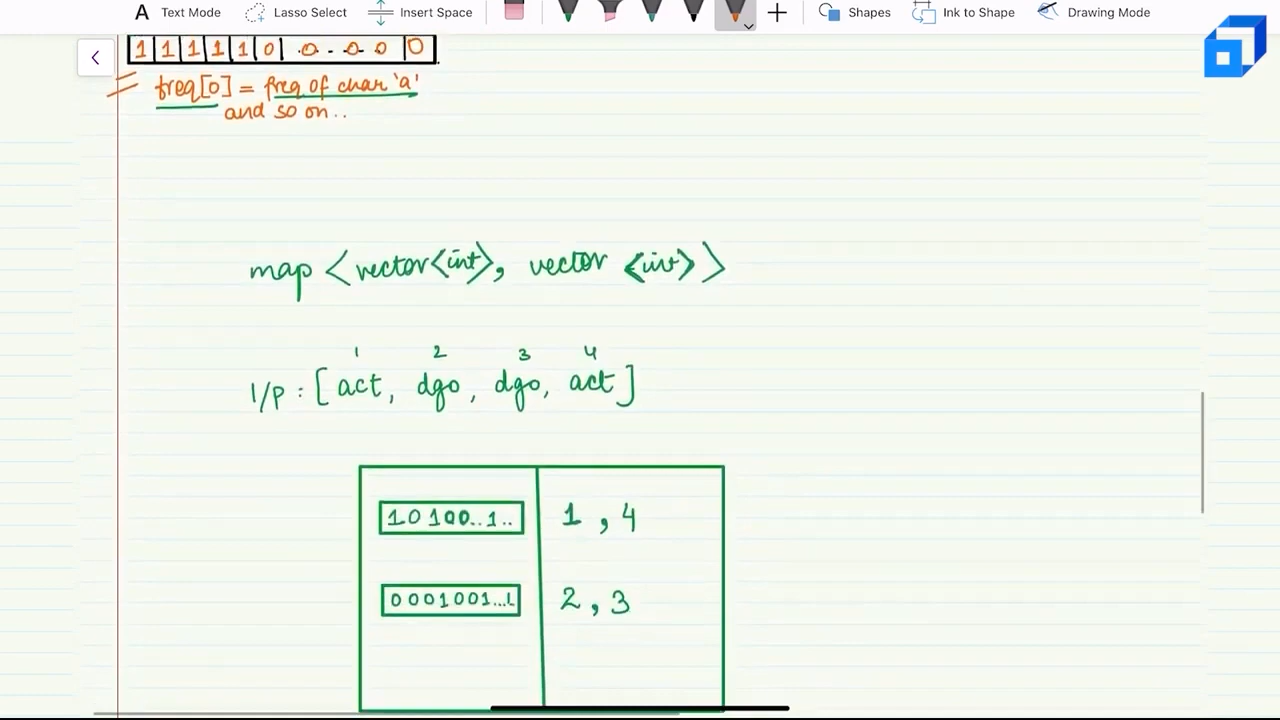 Text Mode Lasso Select Insert Space Shapes Ink to Shape Drawing Mode
1 1 1 1 1 0 . 0 . - . 0 . 0 0
freq[0] = freq of char 'a'
and so on..
map <vector<int>, vector <int>>
1 2 3 4
I/P : [act, dgo, dgo, act]
1 0 1 0 0 . . 1 . . 1 , 4
0 0 0 1 0 0 1 ... 1 2 , 3